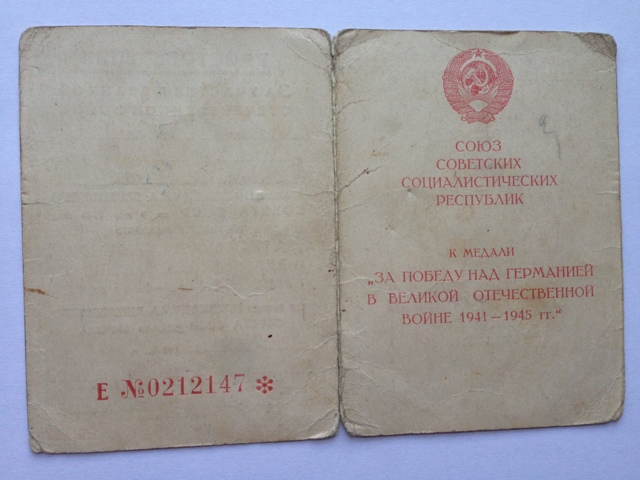 Е №0212147 *
СОЮЗ
СОВЕТСКИХ
СОЦИАЛИСТИЧЕСКИХ
РЕСПУБЛИК
К МЕДАЛИ
„ЗА ПОБЕДУ НАД ГЕРМАНИЕЙ
В ВЕЛИКОЙ ОТЕЧЕСТВЕННОЙ
ВОЙНЕ 1941 — 1945 гг.“